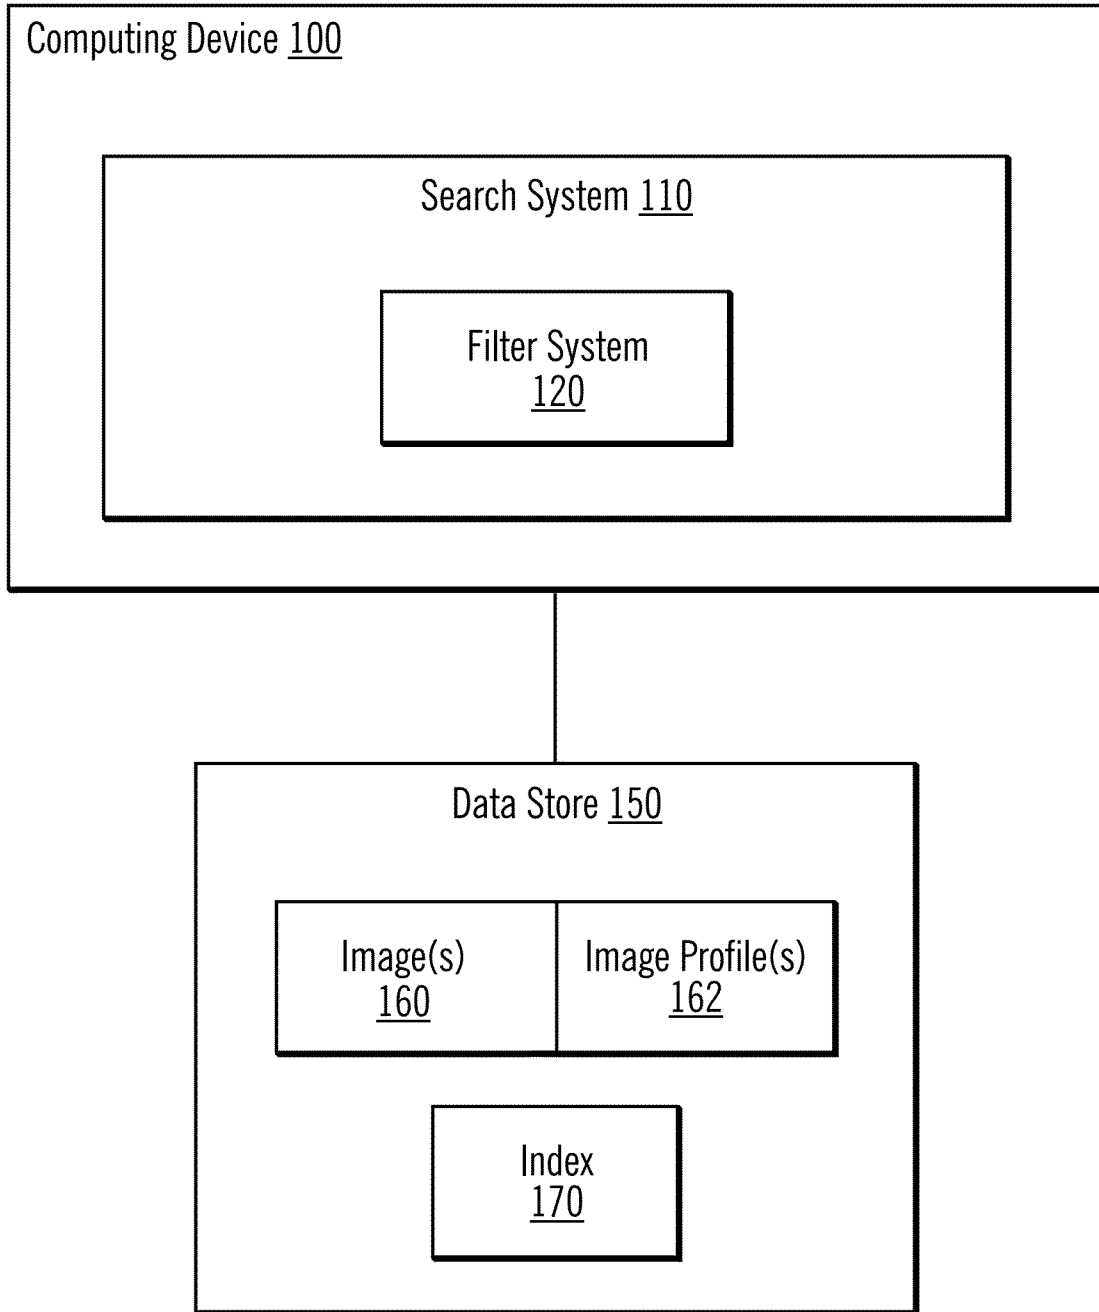 Computing Device 100
Search System 110
Filter System
120
Data Store 150
Image(s)
160
Image Profile(s)
162
Index
170